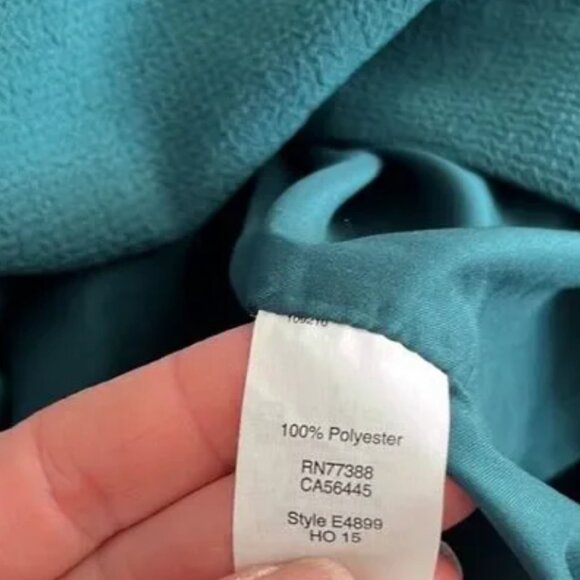 100% Polyester
RN77388
CA56445
Style E4899
HO 15